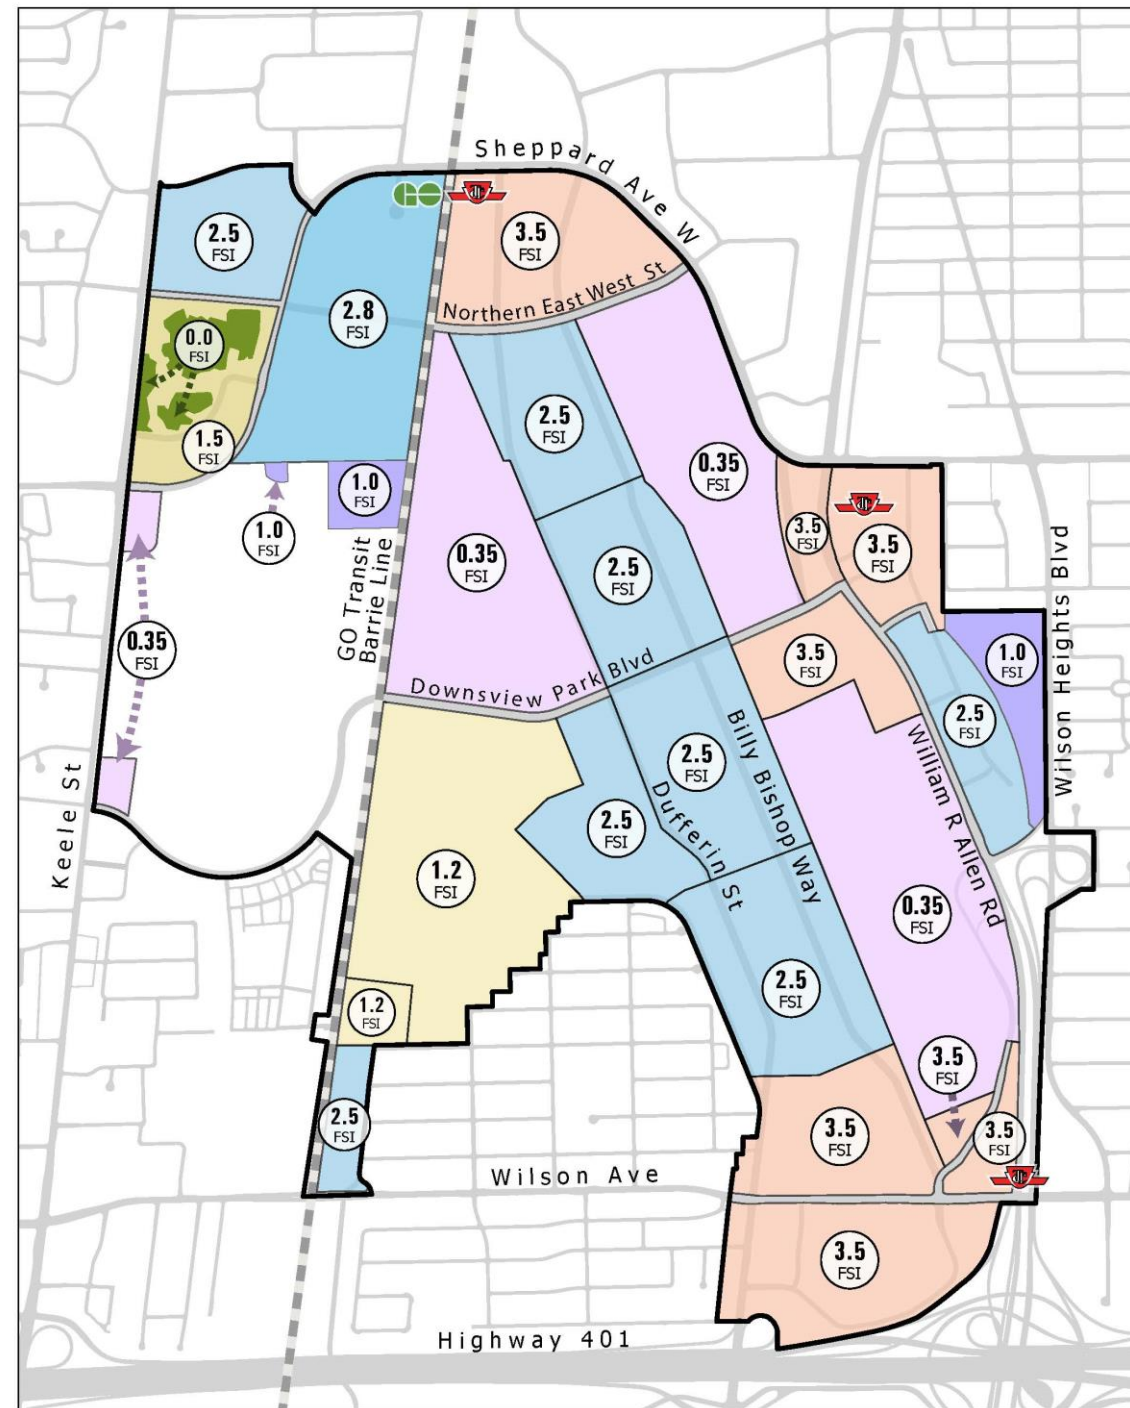 Sheppard Ave W
GO
2.5
FSI
3.5
FSI
Northern East West St
2.8
FSI
0.0
FSI
1.5
FSI
2.5
FSI
0.35
FSI
1.0
FSI
1.0
FSI
3.5
FSI
3.5
FSI
GO Transit
Barrie Line
0.35
FSI
2.5
FSI
Wilson Heights Blvd
0.35
FSI
Downsview Park Blvd
3.5
FSI
1.0
FSI
2.5
FSI
Keele St
2.5
FSI
Billy Bishop Way
William R Allen Rd
Dufferin St
2.5
FSI
1.2
FSI
0.35
FSI
2.5
FSI
1.2
FSI
3.5
FSI
2.5
FSI
3.5
FSI
3.5
FSI
Wilson Ave
3.5
FSI
Highway 401